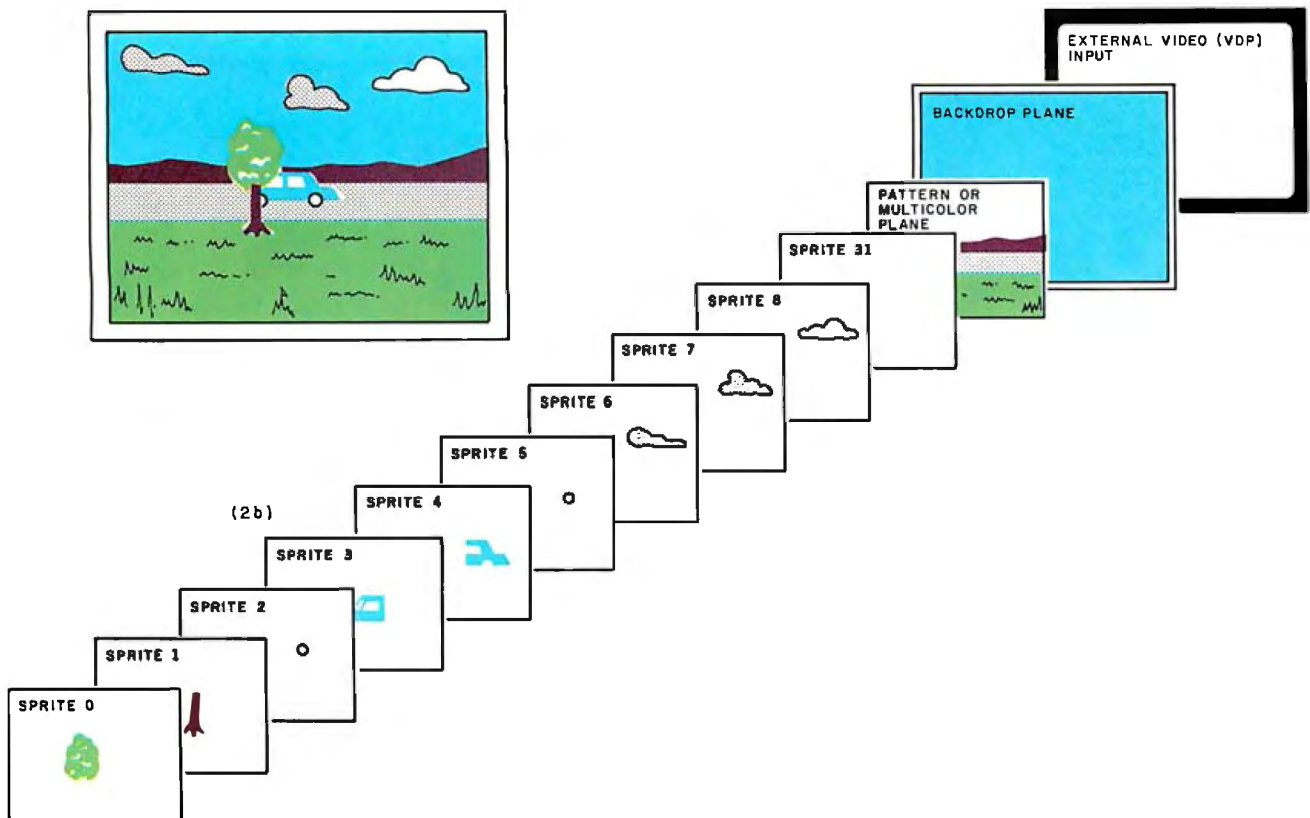 EXTERNAL VIDEO (VDP)
INPUT
BACKDROP PLANE
PATTERN OR
MULTICOLOR
PLANE
SPRITE 31
SPRITE 8
SPRITE 7
SPRITE 6
SPRITE 5
SPRITE 4
(2b)
SPRITE 3
SPRITE 2
SPRITE 1
SPRITE 0